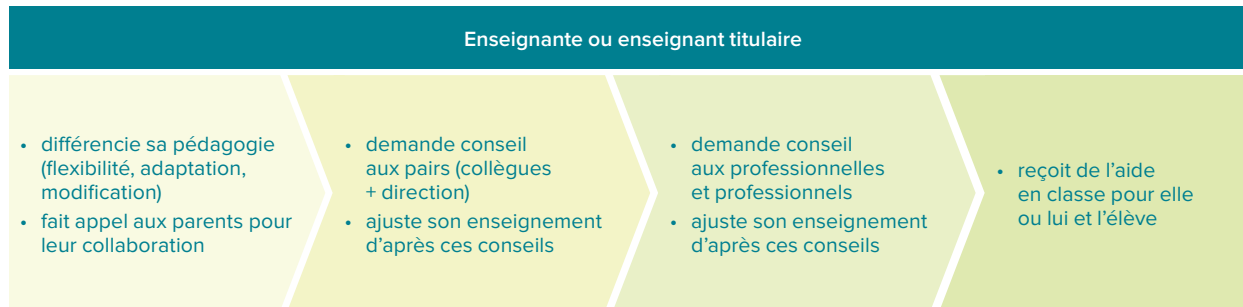 Enseignante ou enseignant titulaire
• différencie sa pédagogie
(flexibilité, adaptation,
modification)
• fait appel aux parents pour
leur collaboration
• demande conseil
aux pairs (collègues
+ direction)
• ajuste son enseignement
d’après ces conseils
• demande conseil
aux professionnelles
et professionnels
• ajuste son enseignement
d’après ces conseils
• reçoit de l’aide
en classe pour elle
ou lui et l’élève